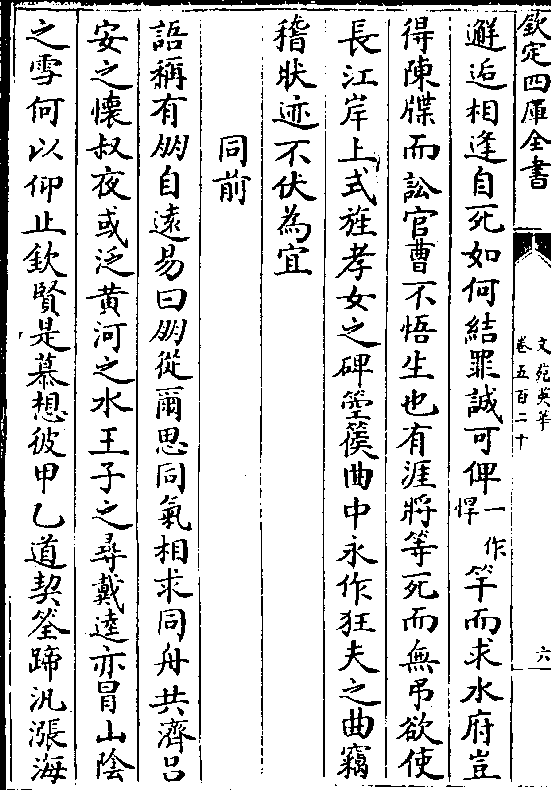 欽定四庫全書
文苑英華
卷五百二十
六
邂逅相逢自死如何結罪誠可俾一作悍竿而求水府豈
得陳牒而訟官曹不悟生也有涯將等死而無弔欲使
長江岸上式旌孝女之碑箜篌曲中永作狂夫之曲竊
稽狀迹不伏為宜
同前
語稱有朋自遠易曰朋從爾思同氣相求同舟共濟吕
安之懐叔夜或泛黄河之水王子之尋戴逵亦冒山陰
之雪何以仰止欽賢是慕想彼甲乙道契筌蹄汎漲海